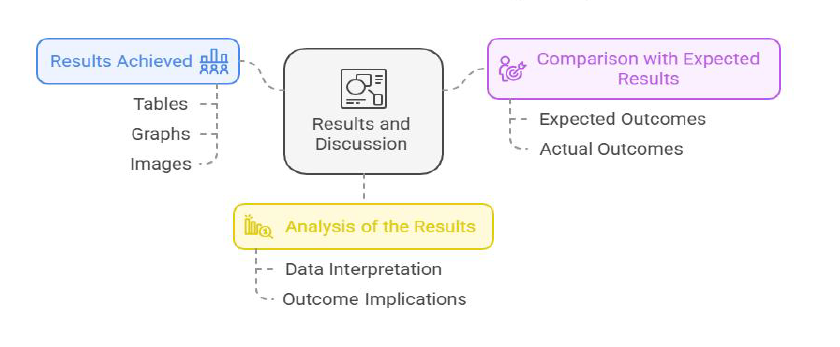 Results Achieved
Tables
Graphs
Images
Results and
Discussion
Comparison with Expected
Results
Expected Outcomes
Actual Outcomes
Analysis of the Results
Data Interpretation
Outcome Implications